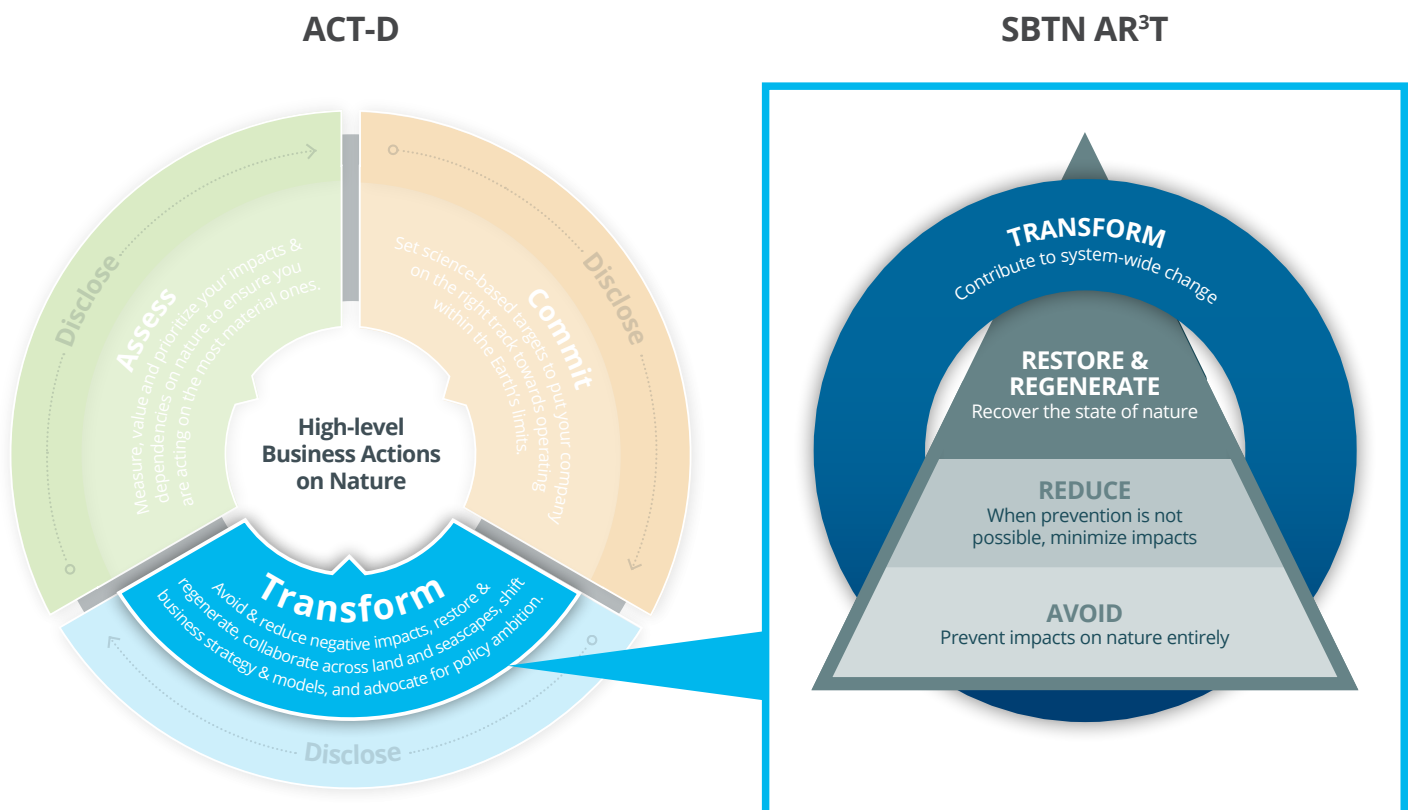 ACT-D
Disclose
Assess
Measure, value and prioritize your impacts &
dependencies on nature to ensure you
are acting on the most material ones.
Disclose
Commit
Set science-based targets to put your company
on the right track towards operating
within the Earth's limits.
High-level
Business Actions
on Nature
Transform
Avoid & reduce negative impacts, restore &
regenerate, collaborate across land and seascapes, shift
business strategy & models, and advocate for policy ambition.
Disclose
SBTN AR³T
TRANSFORM
Contribute to system-wide change
RESTORE &
REGENERATE
Recover the state of nature
REDUCE
When prevention is not
possible, minimize impacts
AVOID
Prevent impacts on nature entirely